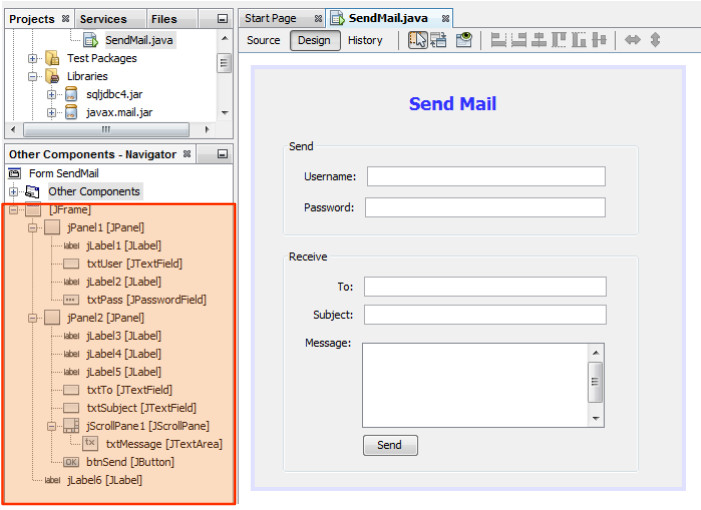 Projects Services Files
SendMail.java
Test Packages
Libraries
sqljdbc4.jar
javax.mail.jar
Other Components - Navigator
Form SendMail
Other Components
[JFrame]
jPanel1 [JPanel]
label jLabel1 [JLabel]
txtUser [JTextField]
label jLabel2 [JLabel]
txtPass [JPasswordField]
jPanel2 [JPanel]
label jLabel3 [JLabel]
label jLabel4 [JLabel]
label jLabel5 [JLabel]
txtTo [JTextField]
txtSubject [JTextField]
jScrollPane1 [JScrollPane]
tx txtMessage [JTextArea]
OK btnSend [JButton]
label jLabel6 [JLabel]
Start Page SendMail.java
Source Design History
Send Mail
Send
Username:
Password:
Receive
To:
Subject:
Message:
Send